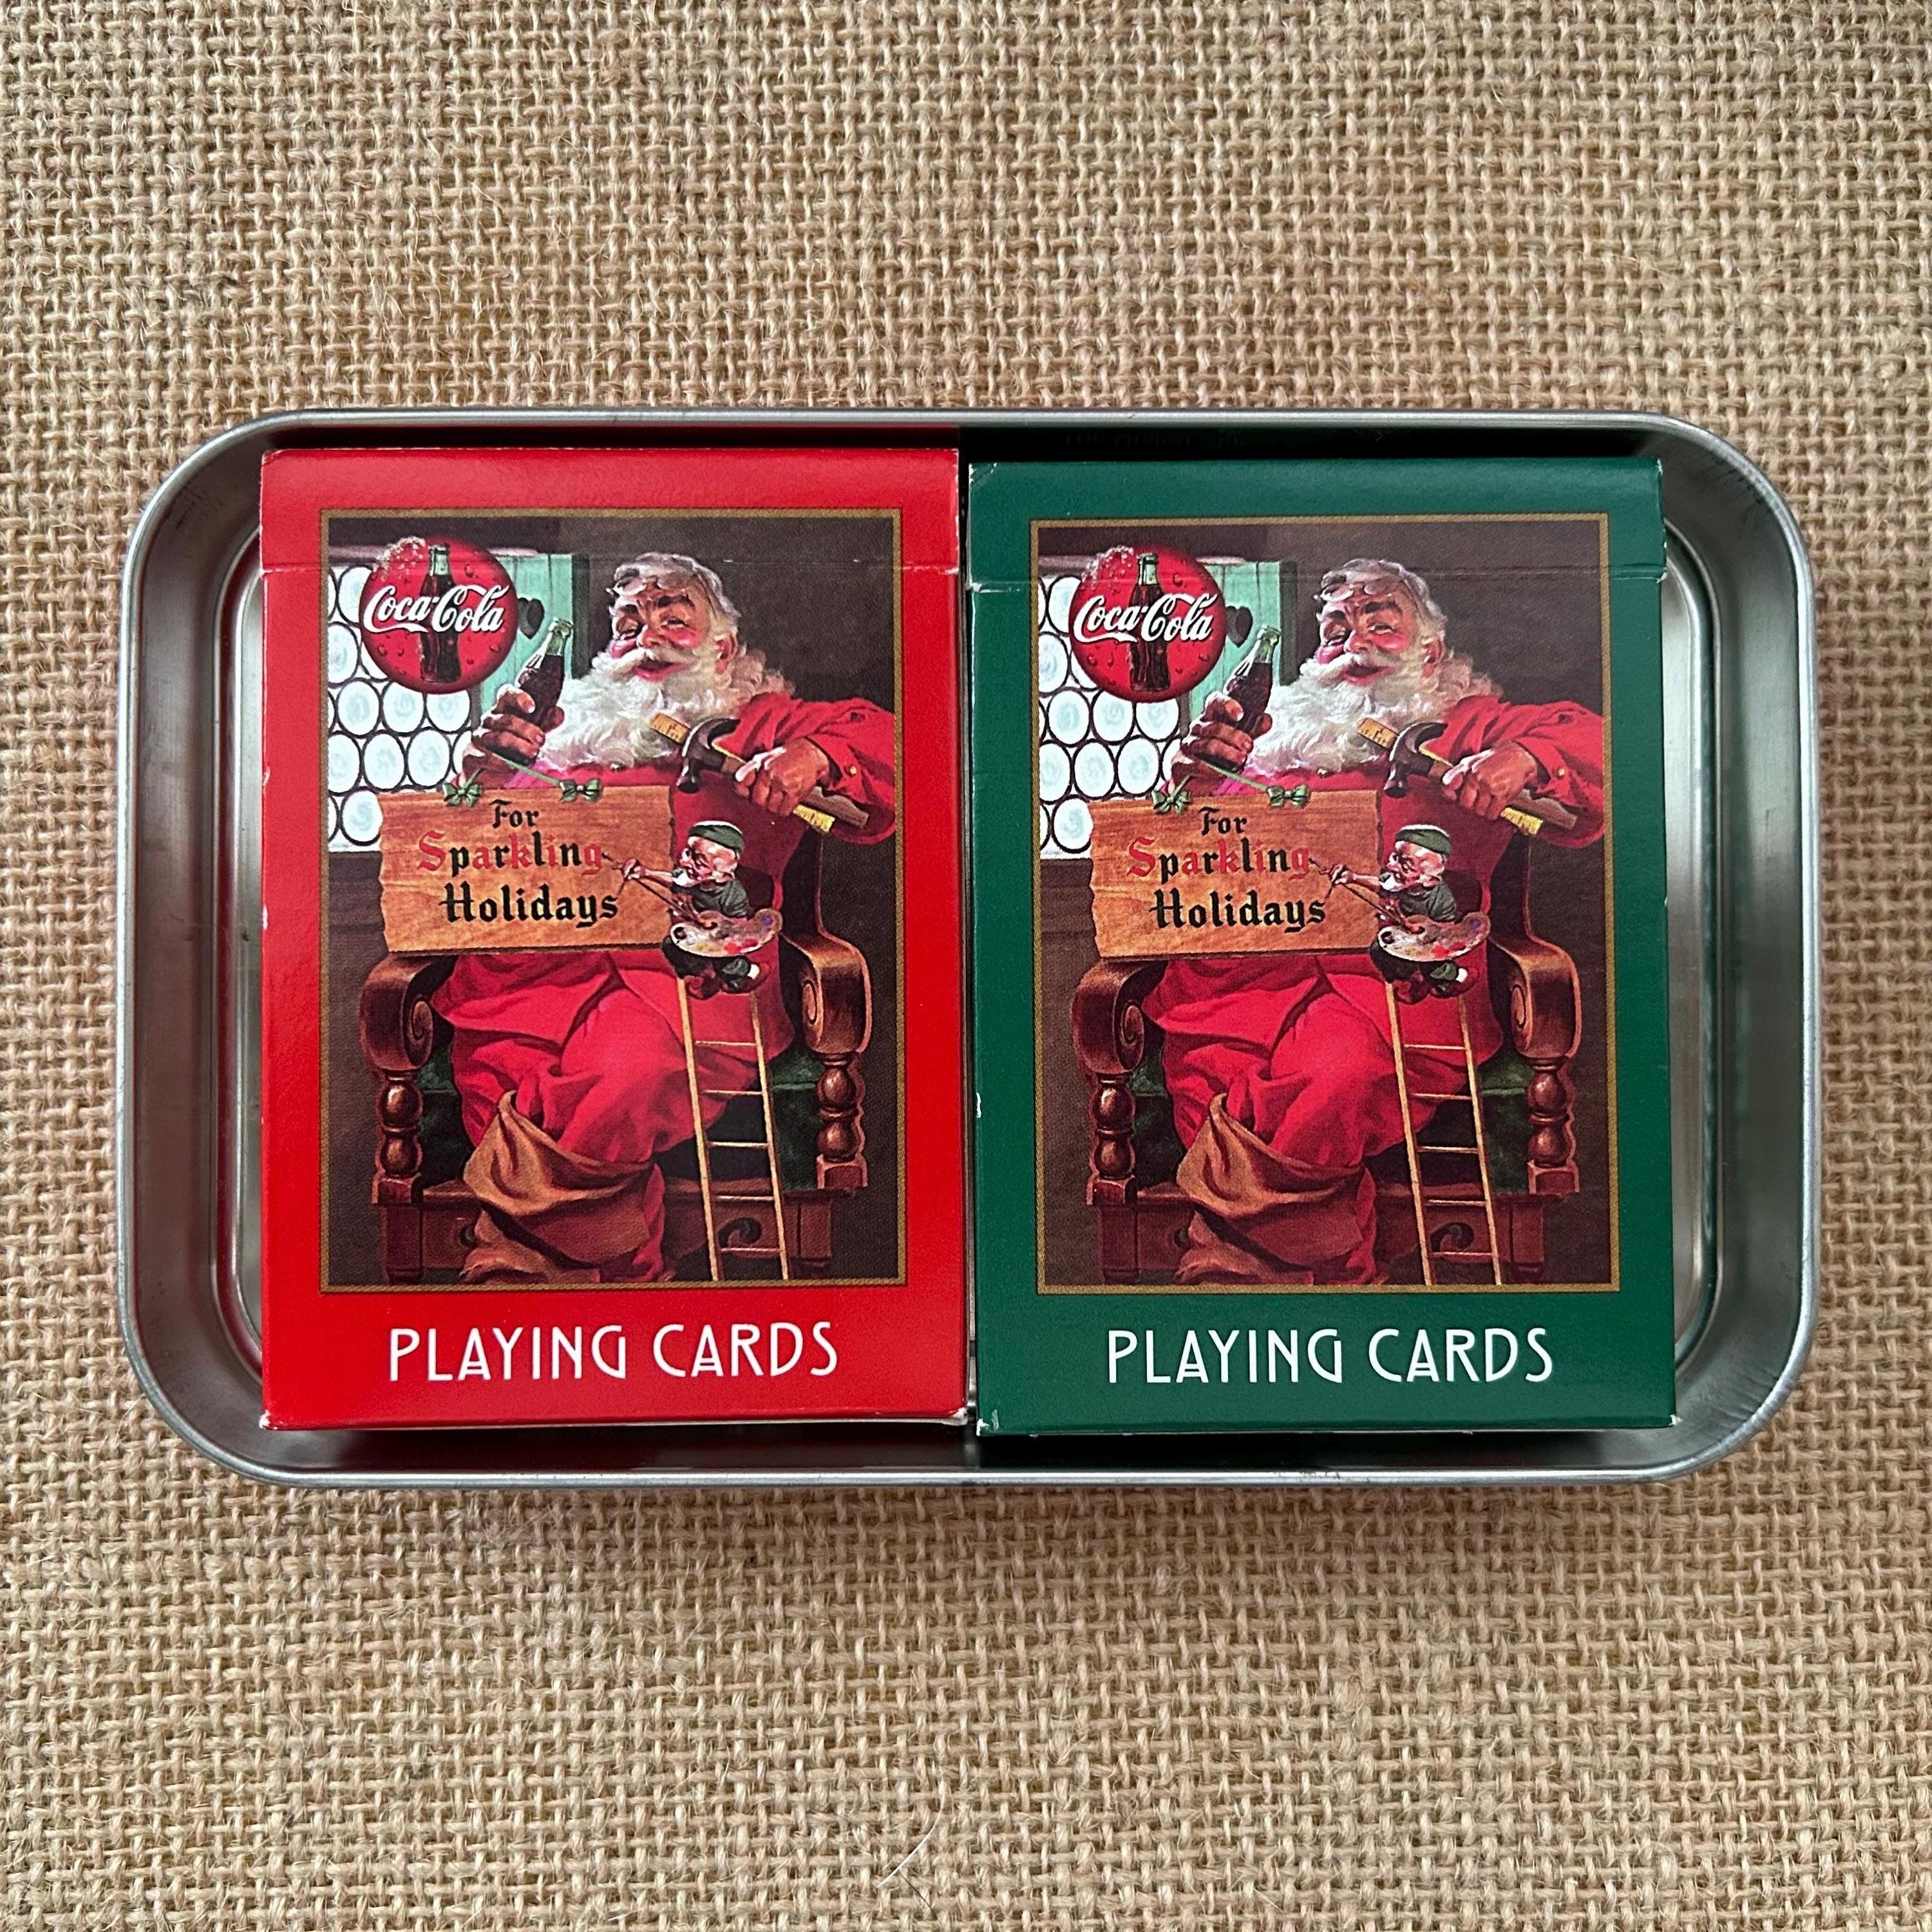 Coca-Cola
For
Sparkling
Holidays
PLAYING CARDS
Coca-Cola
For
Sparkling
Holidays
PLAYING CARDS